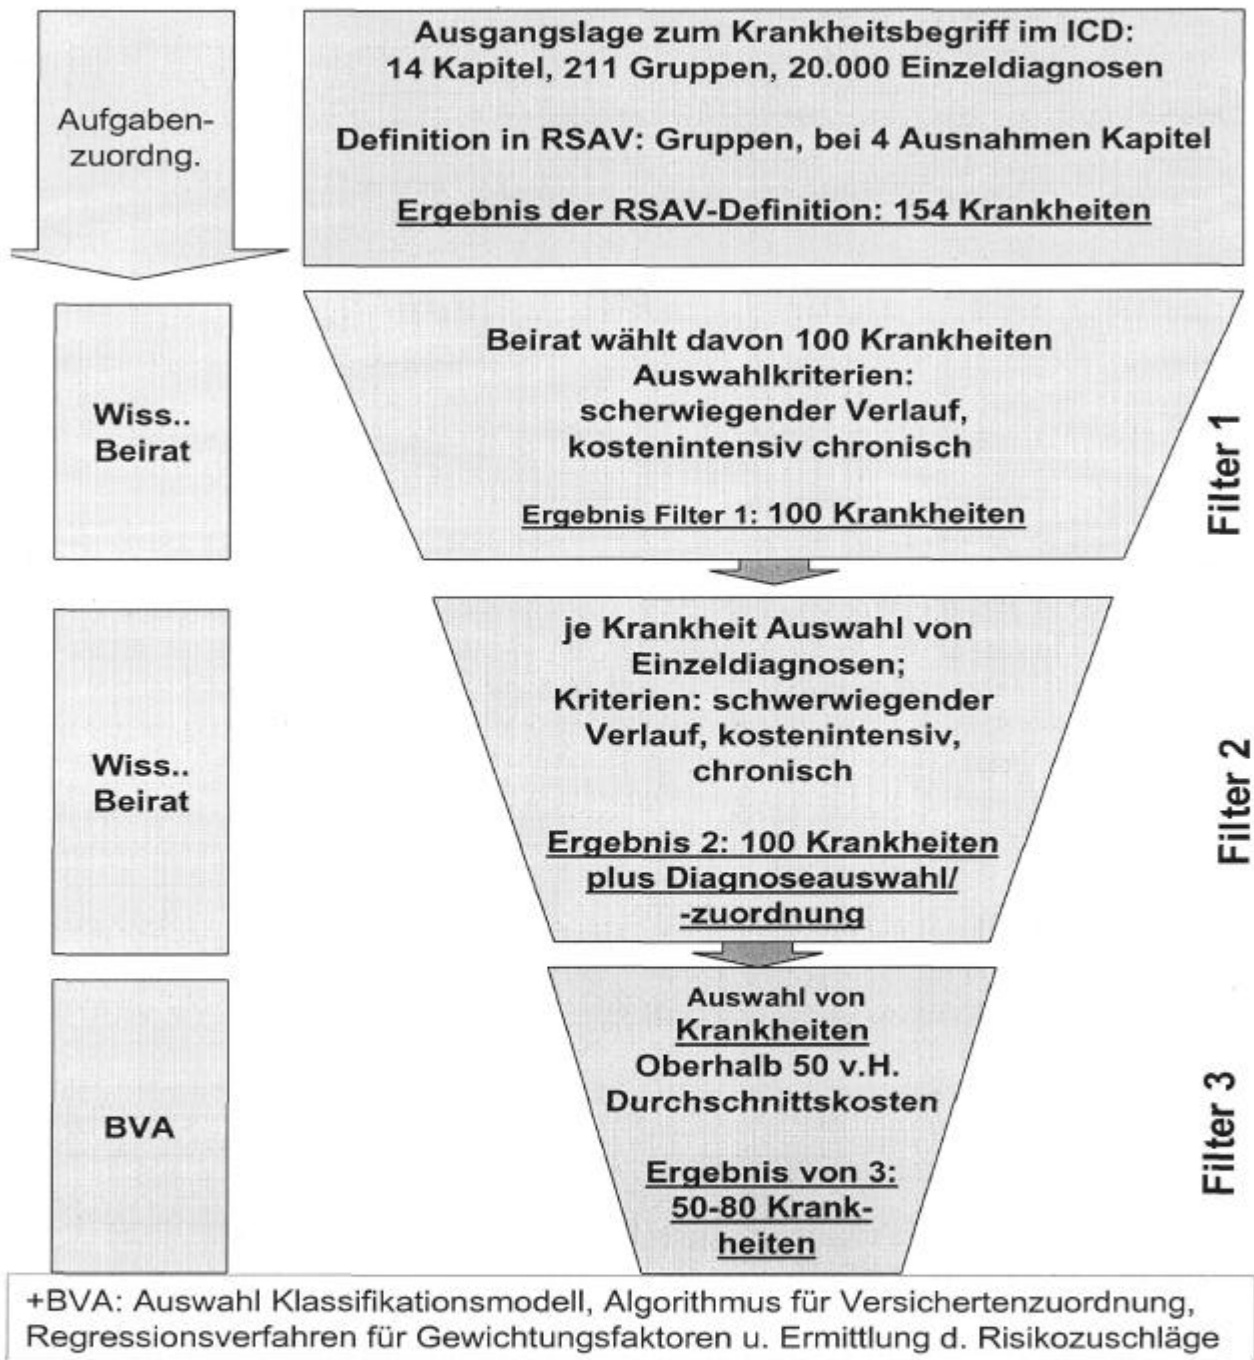 Aufgaben-
zuordng.
Ausgangslage zum Krankheitsbegriff im ICD:
14 Kapitel, 211 Gruppen, 20.000 Einzeldiagnosen
Definition in RSAV: Gruppen, bei 4 Ausnahmen Kapitel
Ergebnis der RSAV-Definition: 154 Krankheiten
Wiss..
Beirat
Beirat wählt davon 100 Krankheiten
Auswahlkriterien:
scherwiegender Verlauf,
kostenintensiv chronisch
Ergebnis Filter 1: 100 Krankheiten
Filter 1
Wiss..
Beirat
je Krankheit Auswahl von
Einzeldiagnosen;
Kriterien: schwerwiegender
Verlauf, kostenintensiv,
chronisch
Ergebnis 2: 100 Krankheiten
plus Diagnoseauswahl/
-zuordnung
Filter 2
BVA
Auswahl von
Krankheiten
Oberhalb 50 v.H.
Durchschnittskosten
Ergebnis von 3:
50-80 Krank-
heiten
Filter 3
+BVA: Auswahl Klassifikationsmodell, Algorithmus für Versichertenzuordnung,
Regressionsverfahren für Gewichtungsfaktoren u. Ermittlung d. Risikozuschläge